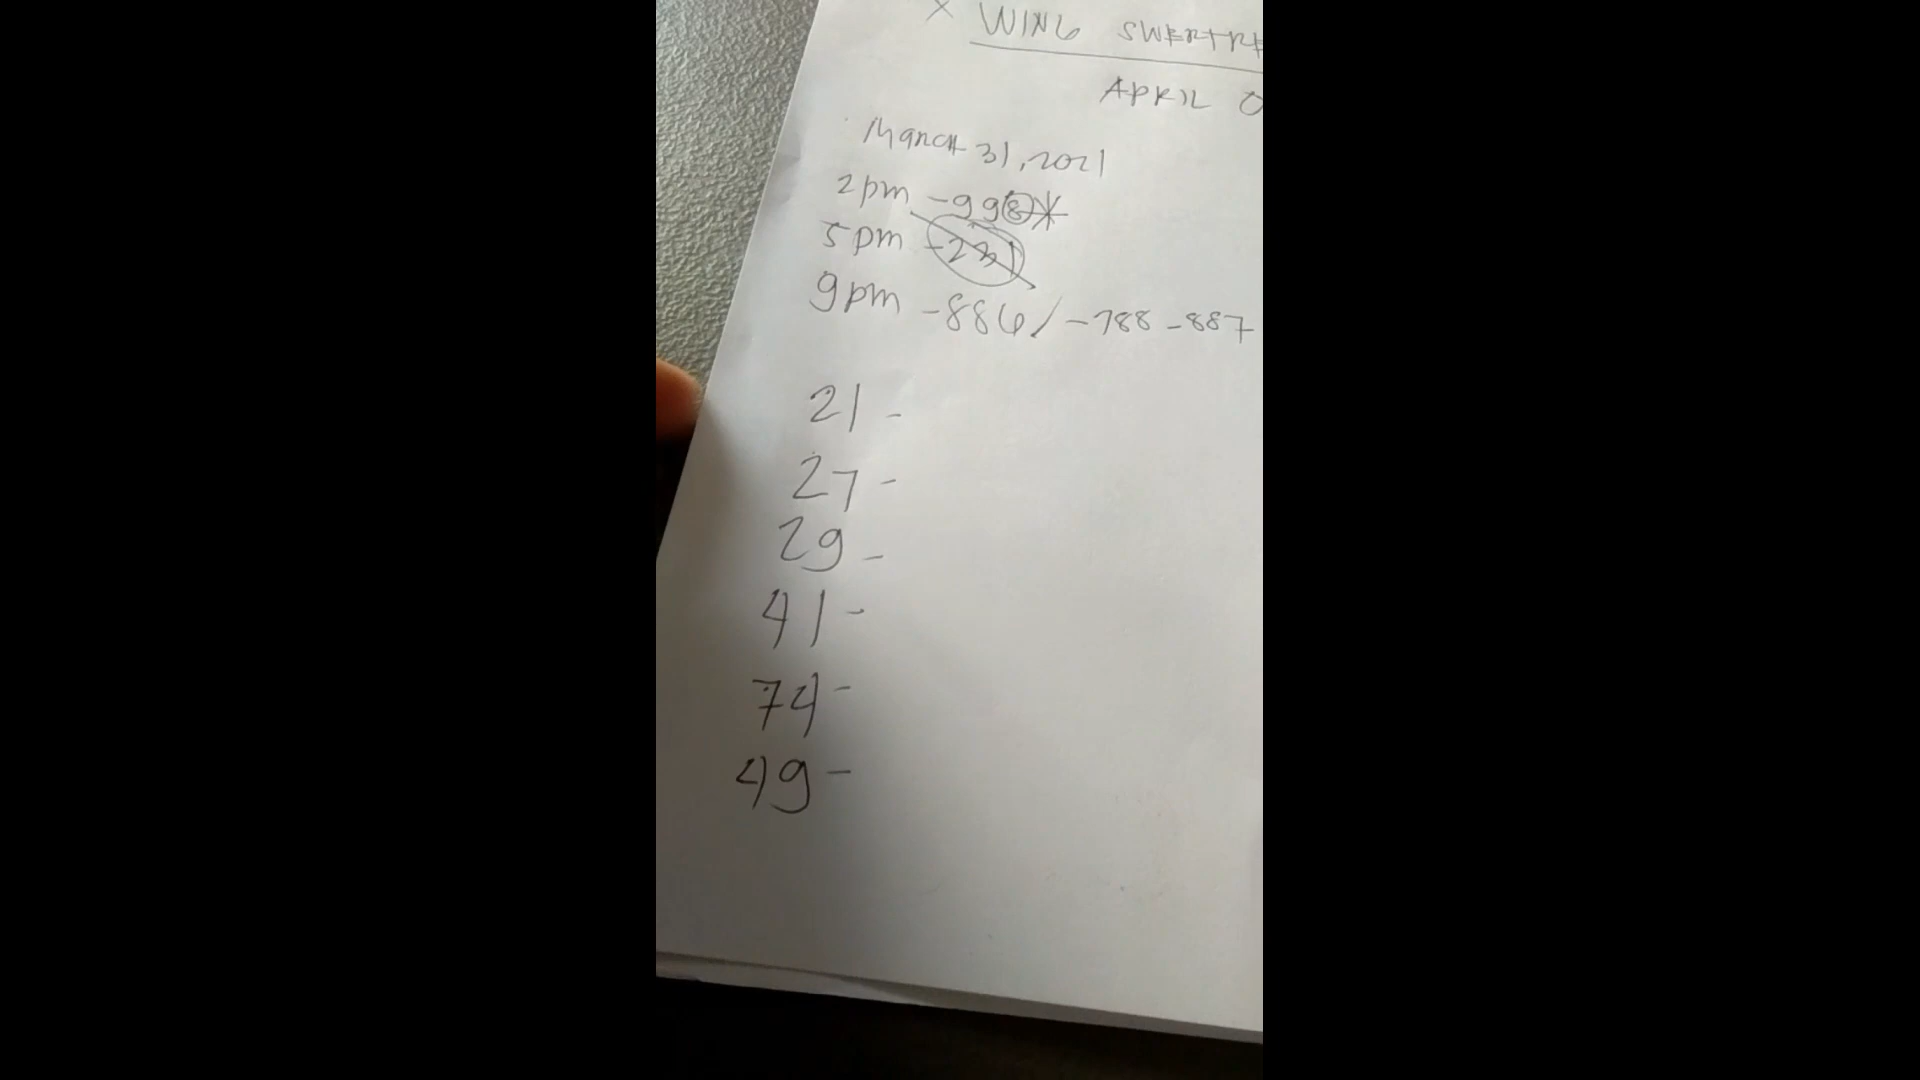 X WING SWERTRE
APRIL 0
March 31, 2021
2pm - 998*
5pm - 231
9pm - 886 / - 788 - 887
21 -
27 -
29 -
41 -
74 -
49 -